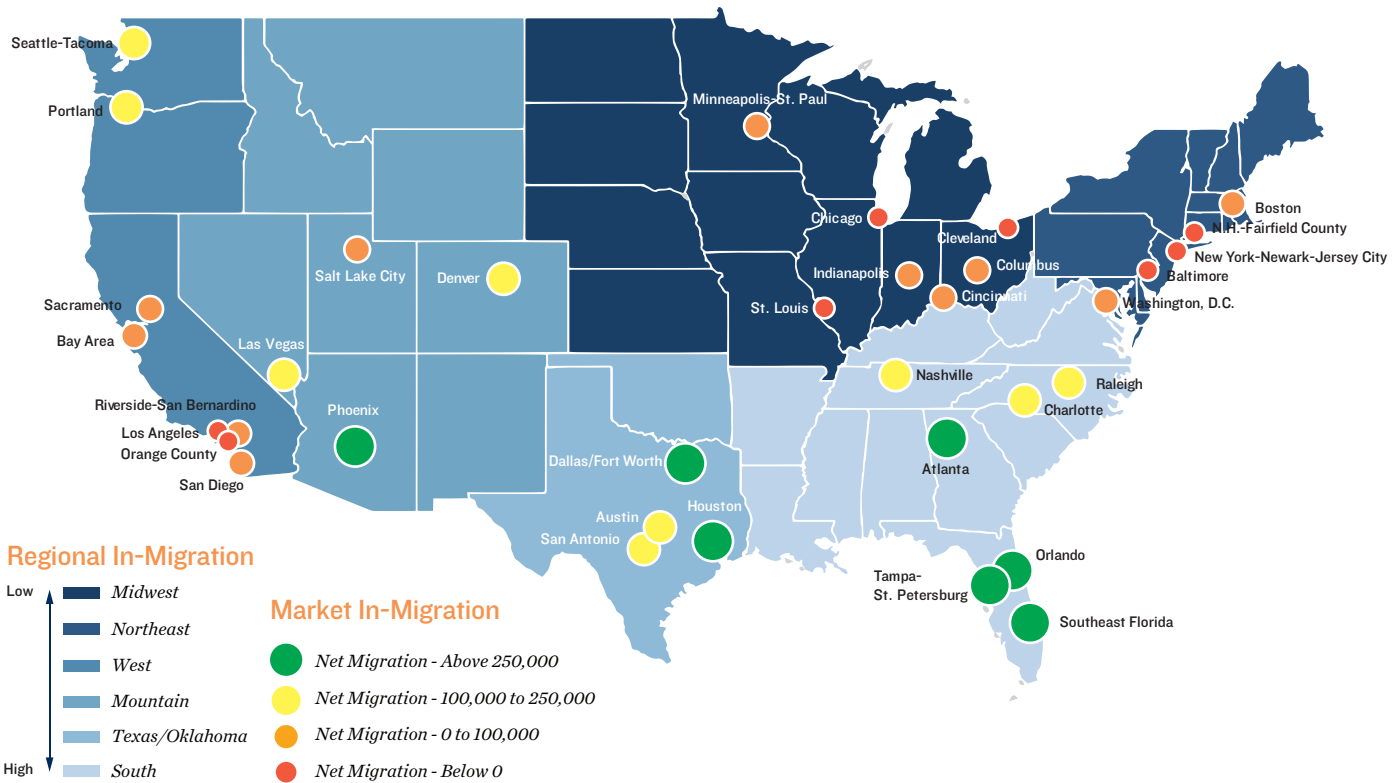 Seattle-Tacoma
Portland
Minneapolis-St. Paul
Chicago
Cleveland
Boston
N.H.-Fairfield County
New York-Newark-Jersey City
Baltimore
Washington, D.C.
Salt Lake City
Denver
Indianapolis
Columbus
Cincinnati
St. Louis
Sacramento
Bay Area
Las Vegas
Nashville
Raleigh
Charlotte
Riverside-San Bernardino
Los Angeles
Orange County
San Diego
Phoenix
Dallas/Fort Worth
Atlanta
Houston
Austin
San Antonio
Orlando
Tampa-
St. Petersburg
Southeast Florida
Regional In-Migration
Low
Midwest
Northeast
West
Mountain
Texas/Oklahoma
High
South
Market In-Migration
Net Migration - Above 250,000
Net Migration - 100,000 to 250,000
Net Migration - 0 to 100,000
Net Migration - Below 0